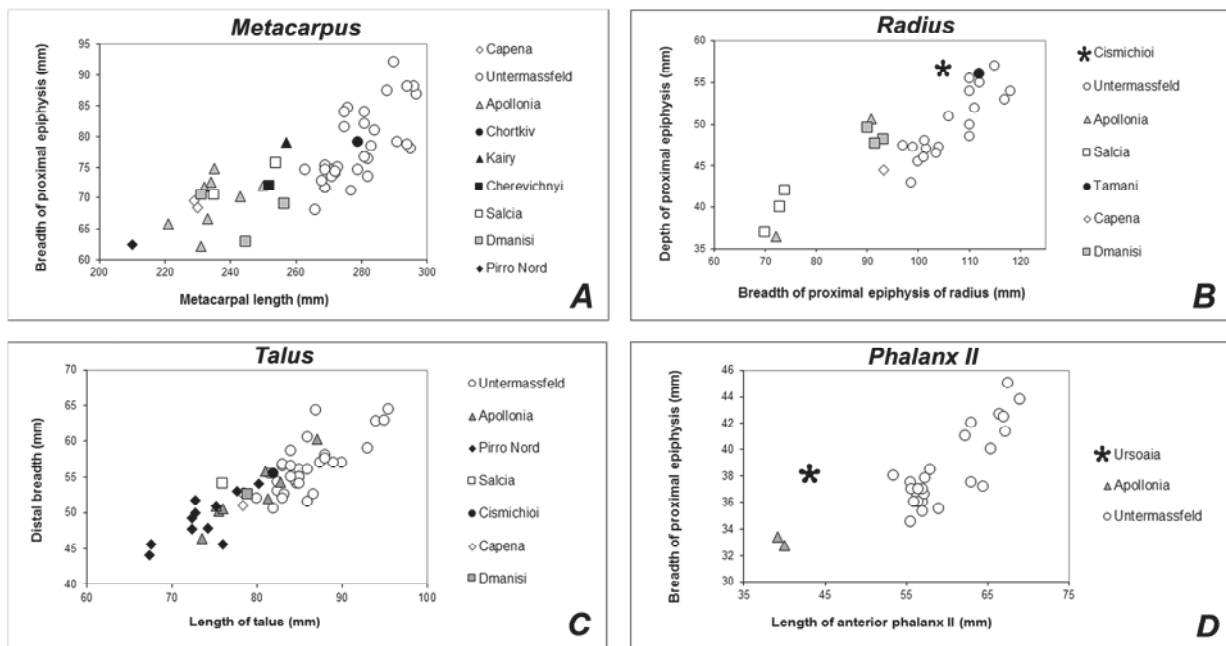 Metacarpus
Breadth of proximal epiphysis (mm)
95
90
85
80
75
70
65
60
200
220
240
260
280
300
Metacarpal length (mm)
Capena
Untermassfeld
Apollonia
Chortkiv
Kairy
Cherevichnyi
Salcia
Dmanisi
Pirro Nord
A
Radius
Depth of proximal epiphysis (mm)
60
55
50
45
40
35
60
70
80
90
100
110
120
Breadth of proximal epiphysis of radius (mm)
Cismichioi
Untermassfeld
Apollonia
Salcia
Tamani
Capena
Dmanisi
B
Talus
Distal breadth (mm)
70
65
60
55
50
45
40
60
70
80
90
100
Length of talus (mm)
Untermassfeld
Apollonia
Pirro Nord
Salcia
Cismichioi
Capena
Dmanisi
C
Phalanx II
Breadth of proximal epiphysis (mm)
46
44
42
40
38
36
34
32
30
35
45
55
65
75
Length of anterior phalanx II (mm)
Ursoaia
Apollonia
Untermassfeld
D